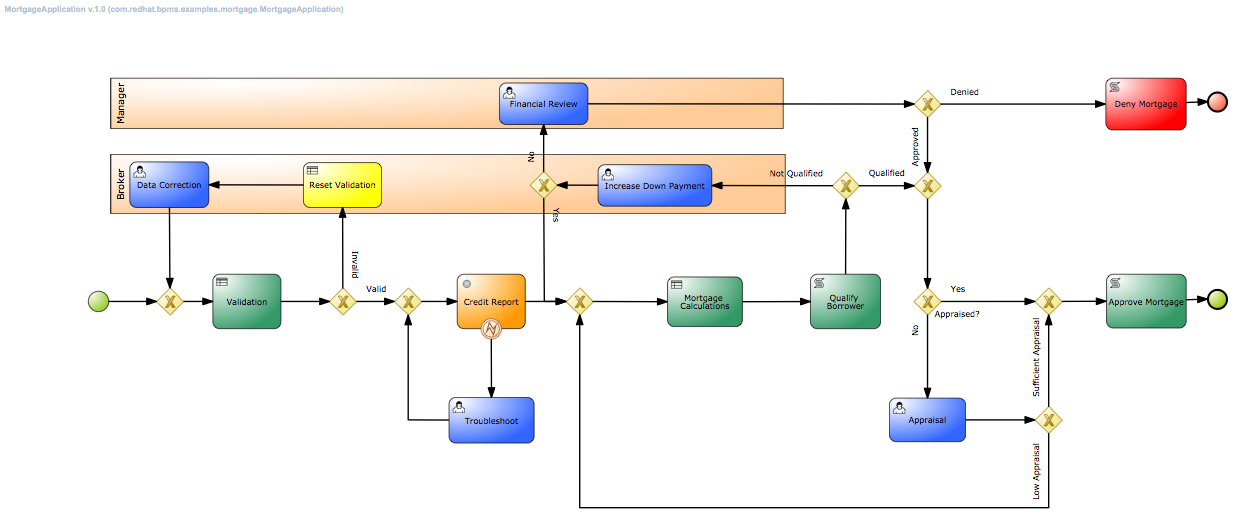 MortgageApplication v.1.0 (com.redhat.bpms.examples.mortgage.MortgageApplication)
Manager
Financial Review
Denied
Deny Mortgage
Approved
No
Broker
Data Correction
Reset Validation
Increase Down Payment
Not Qualified
Qualified
Yes
Invalid
Validation
Valid
Credit Report
Mortgage
Calculations
Qualify
Borrower
Yes
Appraised?
Approve Mortgage
No
Sufficient Appraisal
Troubleshoot
Appraisal
Low Appraisal